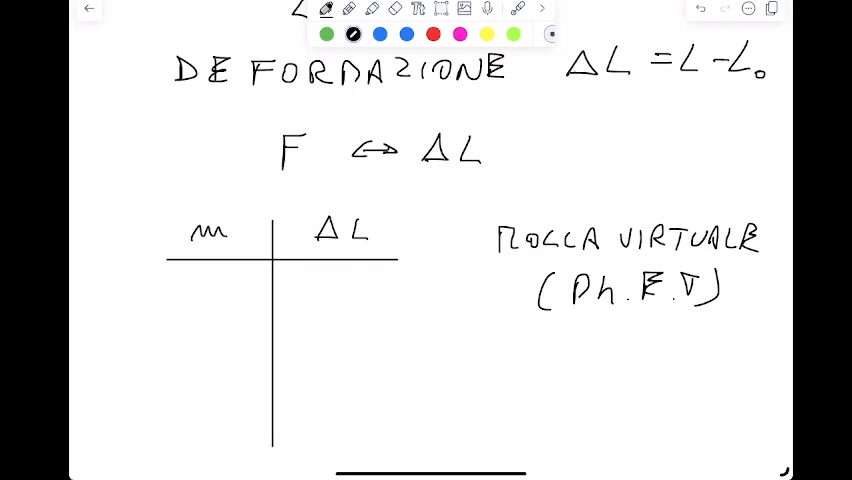 DEFORMAZIONE ΔL = L - L₀
F ↔ ΔL
m ΔL
MOLLA VIRTUALE
(Ph.E.T)